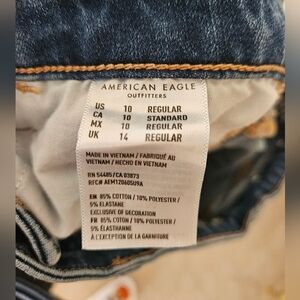 AMERICAN EAGLE
OUTFITTERS
US 10 REGULAR
CA 10 STANDARD
MX 10 REGULAR
UK 14 REGULAR
MADE IN VIETNAM / FABRIQUÉ AU
VIETNAM / HECHO EN VIETNAM
RN 54485/CA 03873
RFC# AEM120605U9A
EN 85% COTTON / 10% POLYESTER /
5% ELASTANE
EXCLUSIVE OF DECORATION
FR 85% COTON / 10% POLYESTER /
5% ÉLASTHANNE
À L'EXCEPTION DE LA GARNITURE